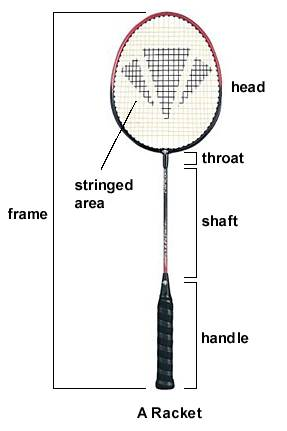 head
throat
stringed
area
frame
shaft
handle
A Racket